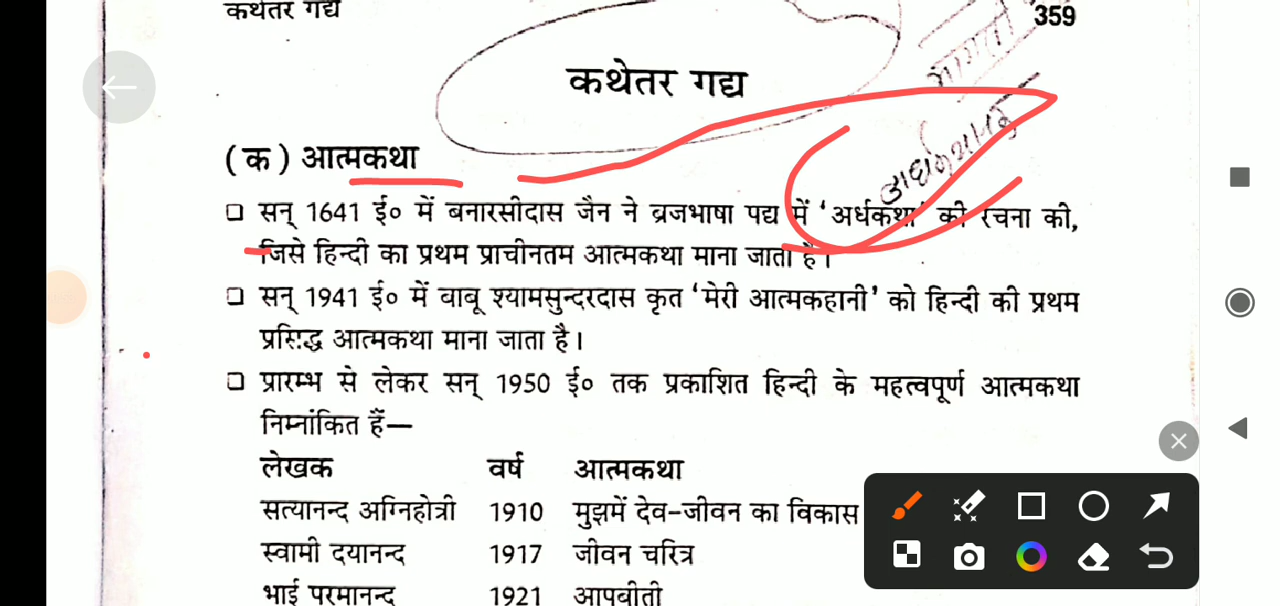 कथेतर गद्य
359
कथेतर गद्य
(क) आत्मकथा
सन् 1641 ई० में बनारसीदास जैन ने ब्रजभाषा पद्य में 'अर्धकथा' की रचना की,
जिसे हिन्दी का प्रथम प्राचीनतम आत्मकथा माना जाता है।
सन् 1941 ई० में बाबू श्यामसुन्दरदास कृत 'मेरी आत्मकहानी' को हिन्दी की प्रथम
प्रसिद्ध आत्मकथा माना जाता है।
प्रारम्भ से लेकर सन् 1950 ई० तक प्रकाशित हिन्दी के महत्वपूर्ण आत्मकथा
निम्नांकित हैं—
लेखक वर्ष आत्मकथा
सत्यानन्द अग्निहोत्री 1910 मुझमें देव-जीवन का विकास
स्वामी दयानन्द 1917 जीवन चरित्र
भाई परमानन्द 1921 आपबीती